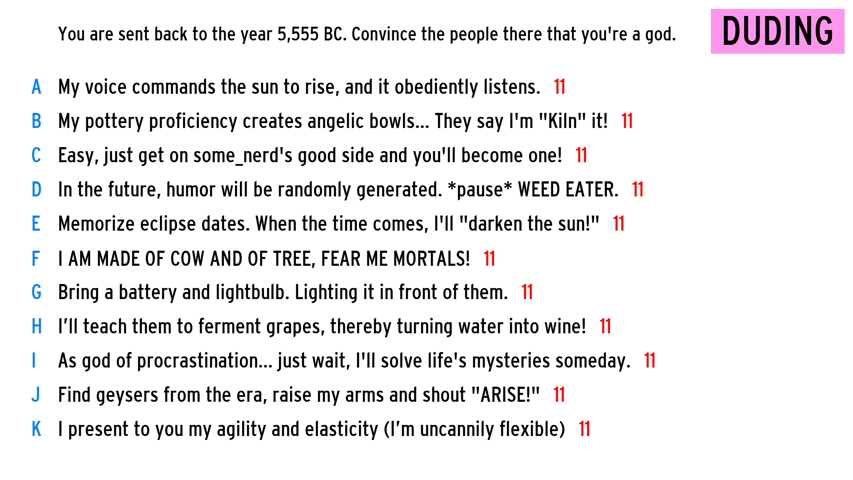 You are sent back to the year 5,555 BC. Convince the people there that you're a god.
DUDING
A My voice commands the sun to rise, and it obediently listens. 11
B My pottery proficiency creates angelic bowls... They say I'm "Kiln" it! 11
C Easy, just get on some_nerd's good side and you'll become one! 11
D In the future, humor will be randomly generated. *pause* WEED EATER. 11
E Memorize eclipse dates. When the time comes, I'll "darken the sun!" 11
F I AM MADE OF COW AND OF TREE, FEAR ME MORTALS! 11
G Bring a battery and lightbulb. Lighting it in front of them. 11
H I’ll teach them to ferment grapes, thereby turning water into wine! 11
I As god of procrastination... just wait, I'll solve life's mysteries someday. 11
J Find geysers from the era, raise my arms and shout "ARISE!" 11
K I present to you my agility and elasticity (I’m uncannily flexible) 11